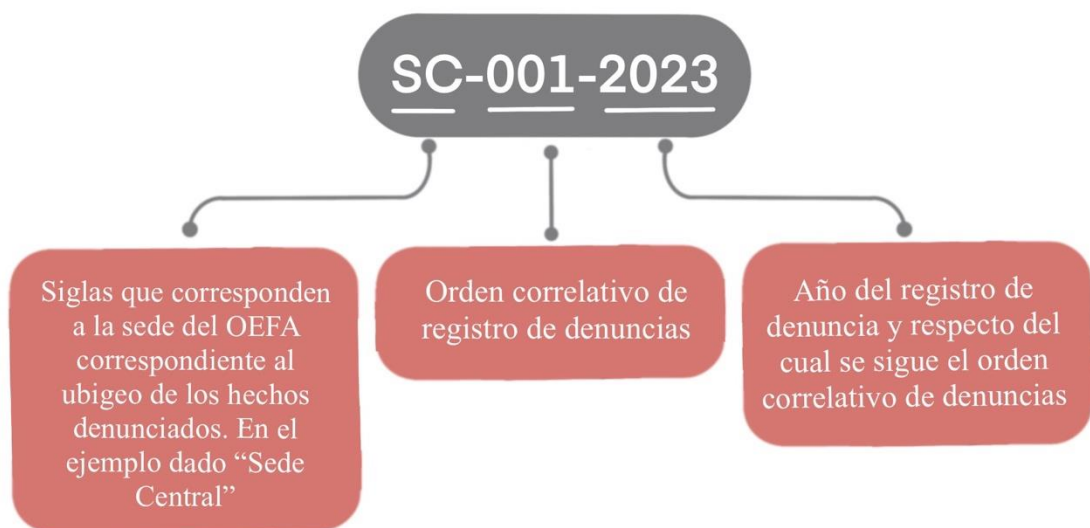 SC-001-2023
Siglas que corresponden
a la sede del OEFA
correspondiente al
ubigeo de los hechos
denunciados. En el
ejemplo dado “Sede
Central”
Orden correlativo de
registro de denuncias
Año del registro de
denuncia y respecto del
cual se sigue el orden
correlativo de denuncias